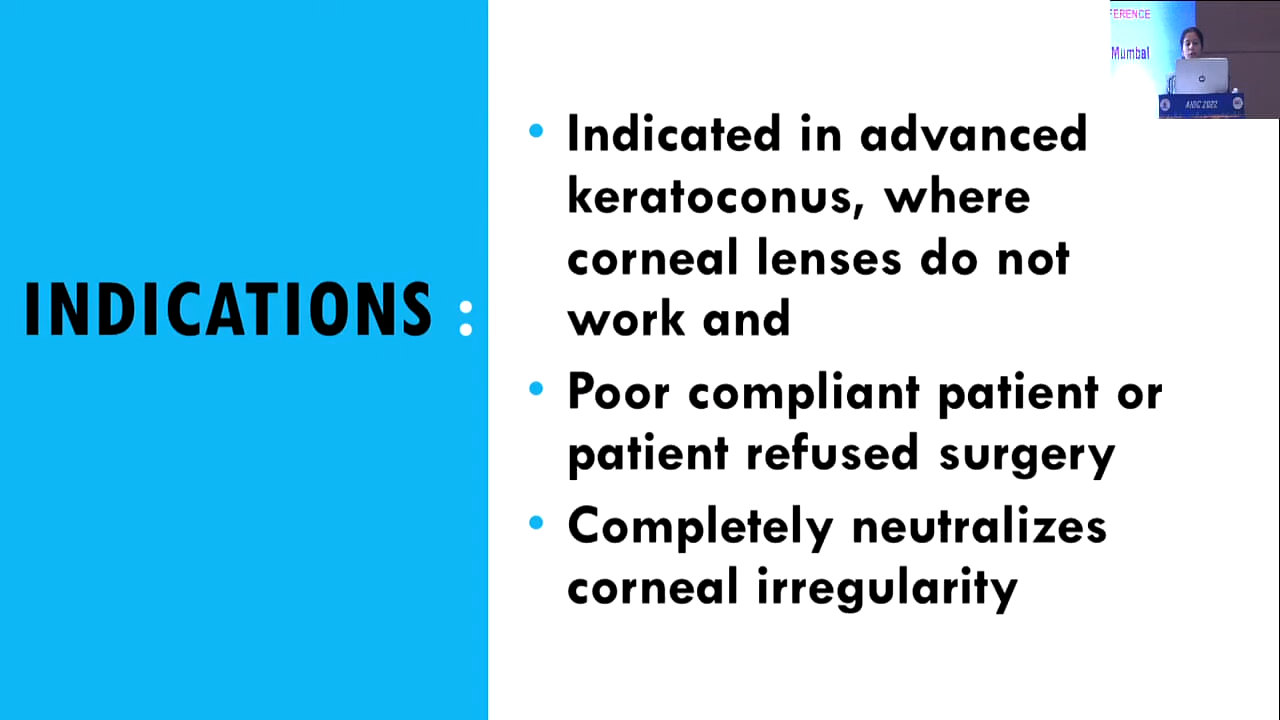 FERENCE
Mumbai
AIOC 2022
INDICATIONS :
• Indicated in advanced
keratoconus, where
corneal lenses do not
work and
• Poor compliant patient or
patient refused surgery
• Completely neutralizes
corneal irregularity